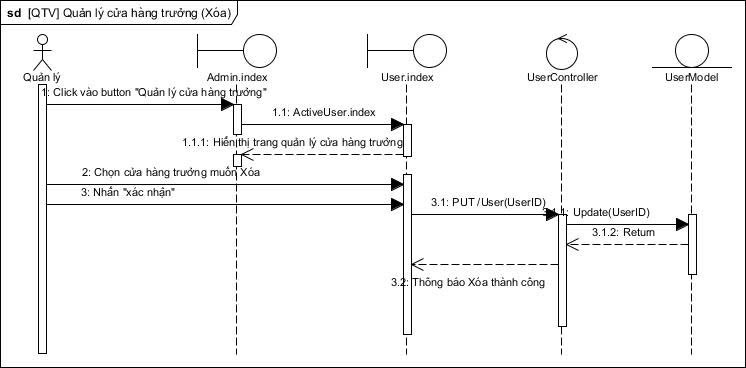 sd [QTV] Quản lý cửa hàng trưởng (Xóa)
Quản lý
Admin.index
User.index
UserController
UserModel
1: Click vào button "Quản lý cửa hàng trưởng"
1.1: ActiveUser.index
1.1.1: Hiển thị trang quản lý cửa hàng trưởng
2: Chọn cửa hàng trưởng muốn Xóa
3: Nhấn "xác nhận"
3.1: PUT /User(UserID)
3.1.1: Update(UserID)
3.1.2: Return
3.2: Thông báo Xóa thành công